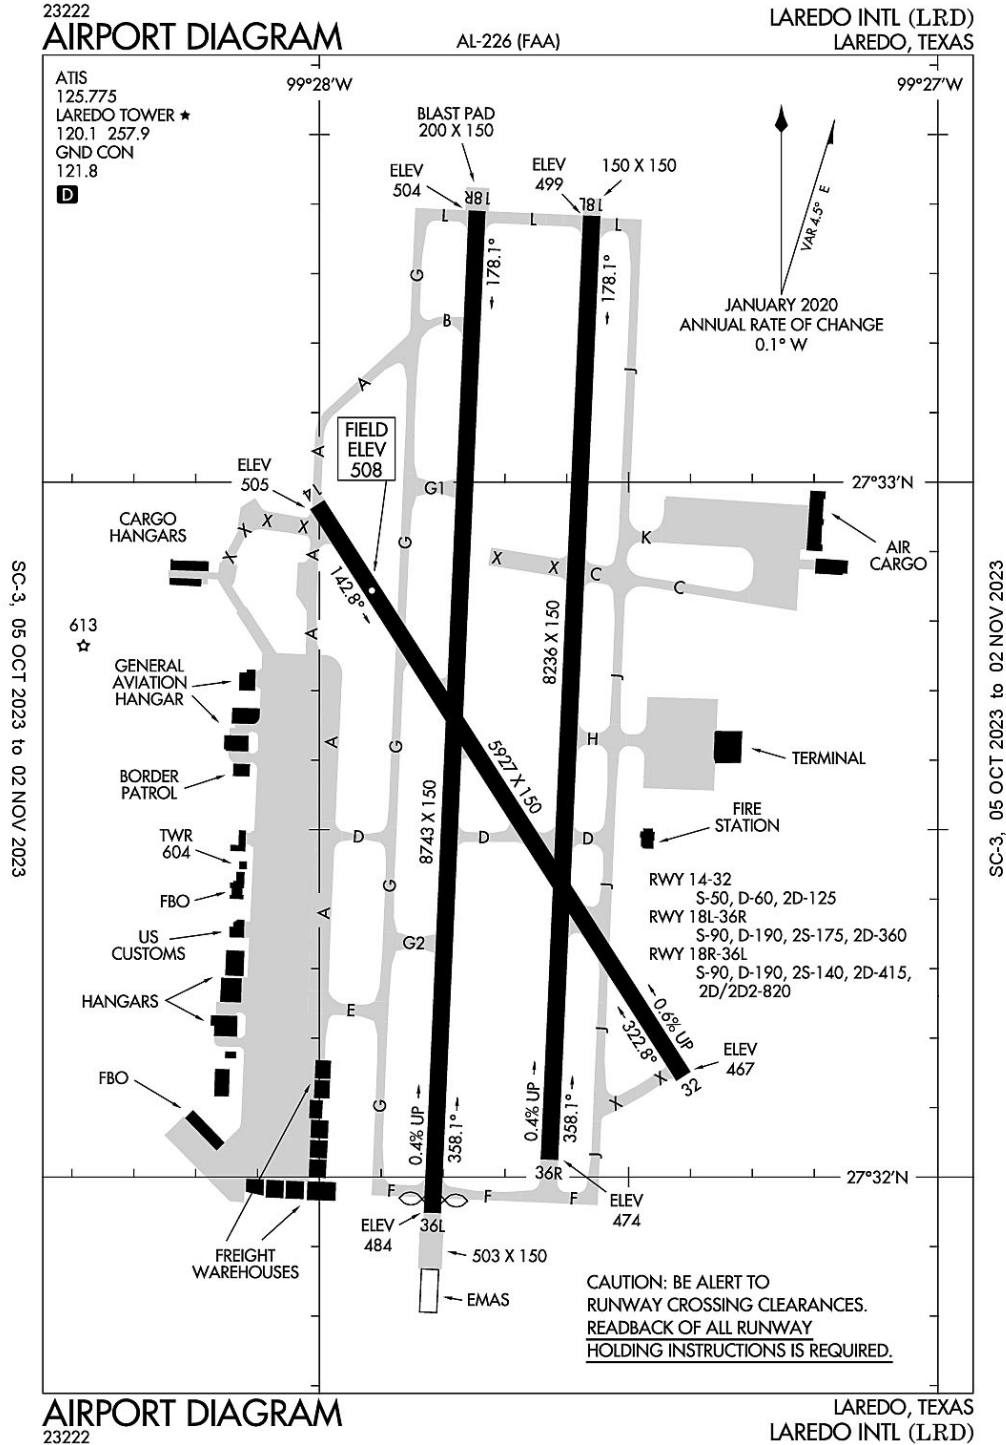 23222
AIRPORT DIAGRAM
AL-226 (FAA)
LAREDO INTL (LRD)
LAREDO, TEXAS
ATIS
125.775
LAREDO TOWER ★
120.1 257.9
GND CON
121.8
D
99°28'W
99°27'W
BLAST PAD
200 X 150
ELEV
504
ELEV
499
150 X 150
18R
18L
VAR 4.5° E
JANUARY 2020
ANNUAL RATE OF CHANGE
0.1° W
L
L
L
G
178.1°
178.1°
B
A
J
A
FIELD
ELEV
508
ELEV
505
14
G1
27°33'N
CARGO
HANGARS
X
X
X
X
A
G
142.8°
X
X
C
K
C
AIR
CARGO
613
A
8236 X 150
GENERAL
AVIATION
HANGAR
J
A
G
H
TERMINAL
5927 X 150
BORDER
PATROL
8743 X 150
FIRE
STATION
TWR
604
D
D
D
FBO
G
J
RWY 14-32
S-50, D-60, 2D-125
RWY 18L-36R
S-90, D-190, 2S-175, 2D-360
RWY 18R-36L
S-90, D-190, 2S-140, 2D-415,
2D/2D2-820
US
CUSTOMS
A
G2
HANGARS
E
J
0.6% UP
322.8°
ELEV
467
32
X
X
FBO
G
0.4% UP
358.1°
0.4% UP
358.1°
J
36R
27°32'N
F
F
F
ELEV
474
ELEV
484
36L
503 X 150
EMAS
FREIGHT
WAREHOUSES
CAUTION: BE ALERT TO
RUNWAY CROSSING CLEARANCES.
READBACK OF ALL RUNWAY
HOLDING INSTRUCTIONS IS REQUIRED.
SC-3, 05 OCT 2023 to 02 NOV 2023
SC-3, 05 OCT 2023 to 02 NOV 2023
AIRPORT DIAGRAM
23222
LAREDO, TEXAS
LAREDO INTL (LRD)